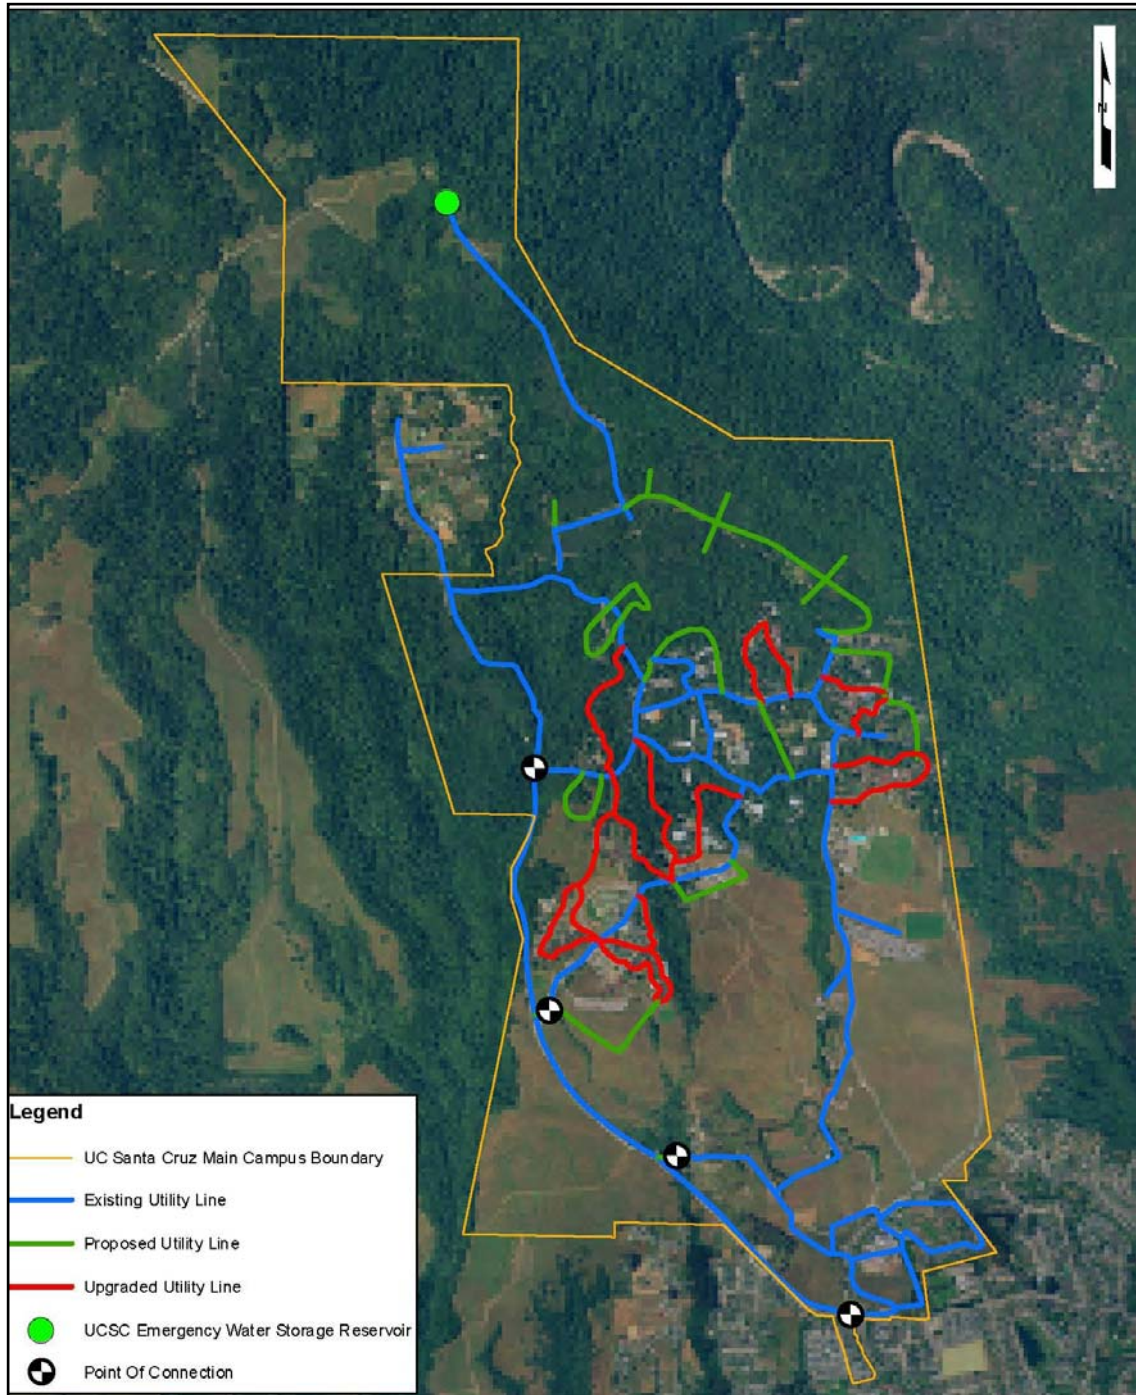 N
Legend
UC Santa Cruz Main Campus Boundary
Existing Utility Line
Proposed Utility Line
Upgraded Utility Line
UCSC Emergency Water Storage Reservoir
Point Of Connection